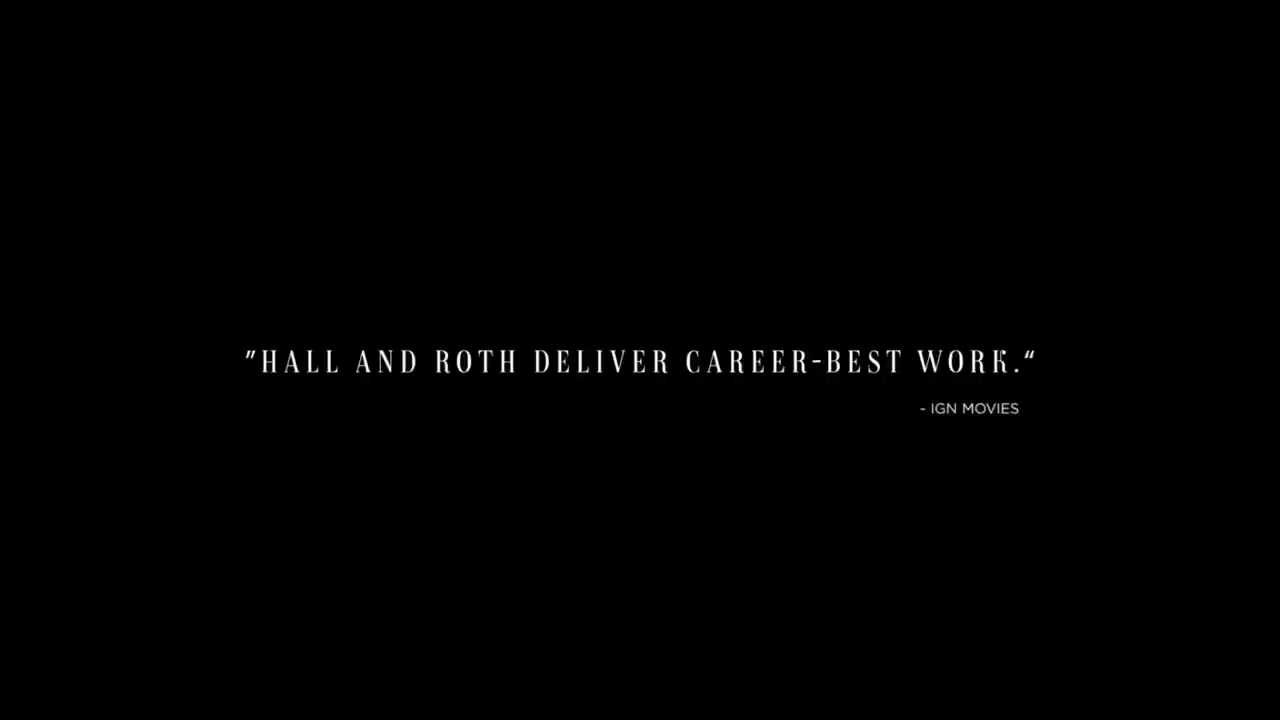 "HALL AND ROTH DELIVER CAREER-BEST WORK."
- IGN MOVIES